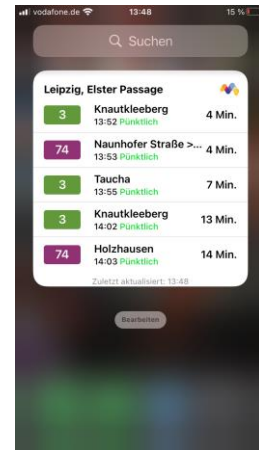 vodafone.de 13:48 15 %
Suchen
Leipzig, Elster Passage
3 Knautkleeberg 4 Min.
13:52 Pünktlich
74 Naunhofer Straße >... 4 Min.
13:53 Pünktlich
3 Taucha 7 Min.
13:55 Pünktlich
3 Knautkleeberg 13 Min.
14:02 Pünktlich
74 Holzhausen 14 Min.
14:03 Pünktlich
Zuletzt aktualisiert: 13:48
Bearbeiten